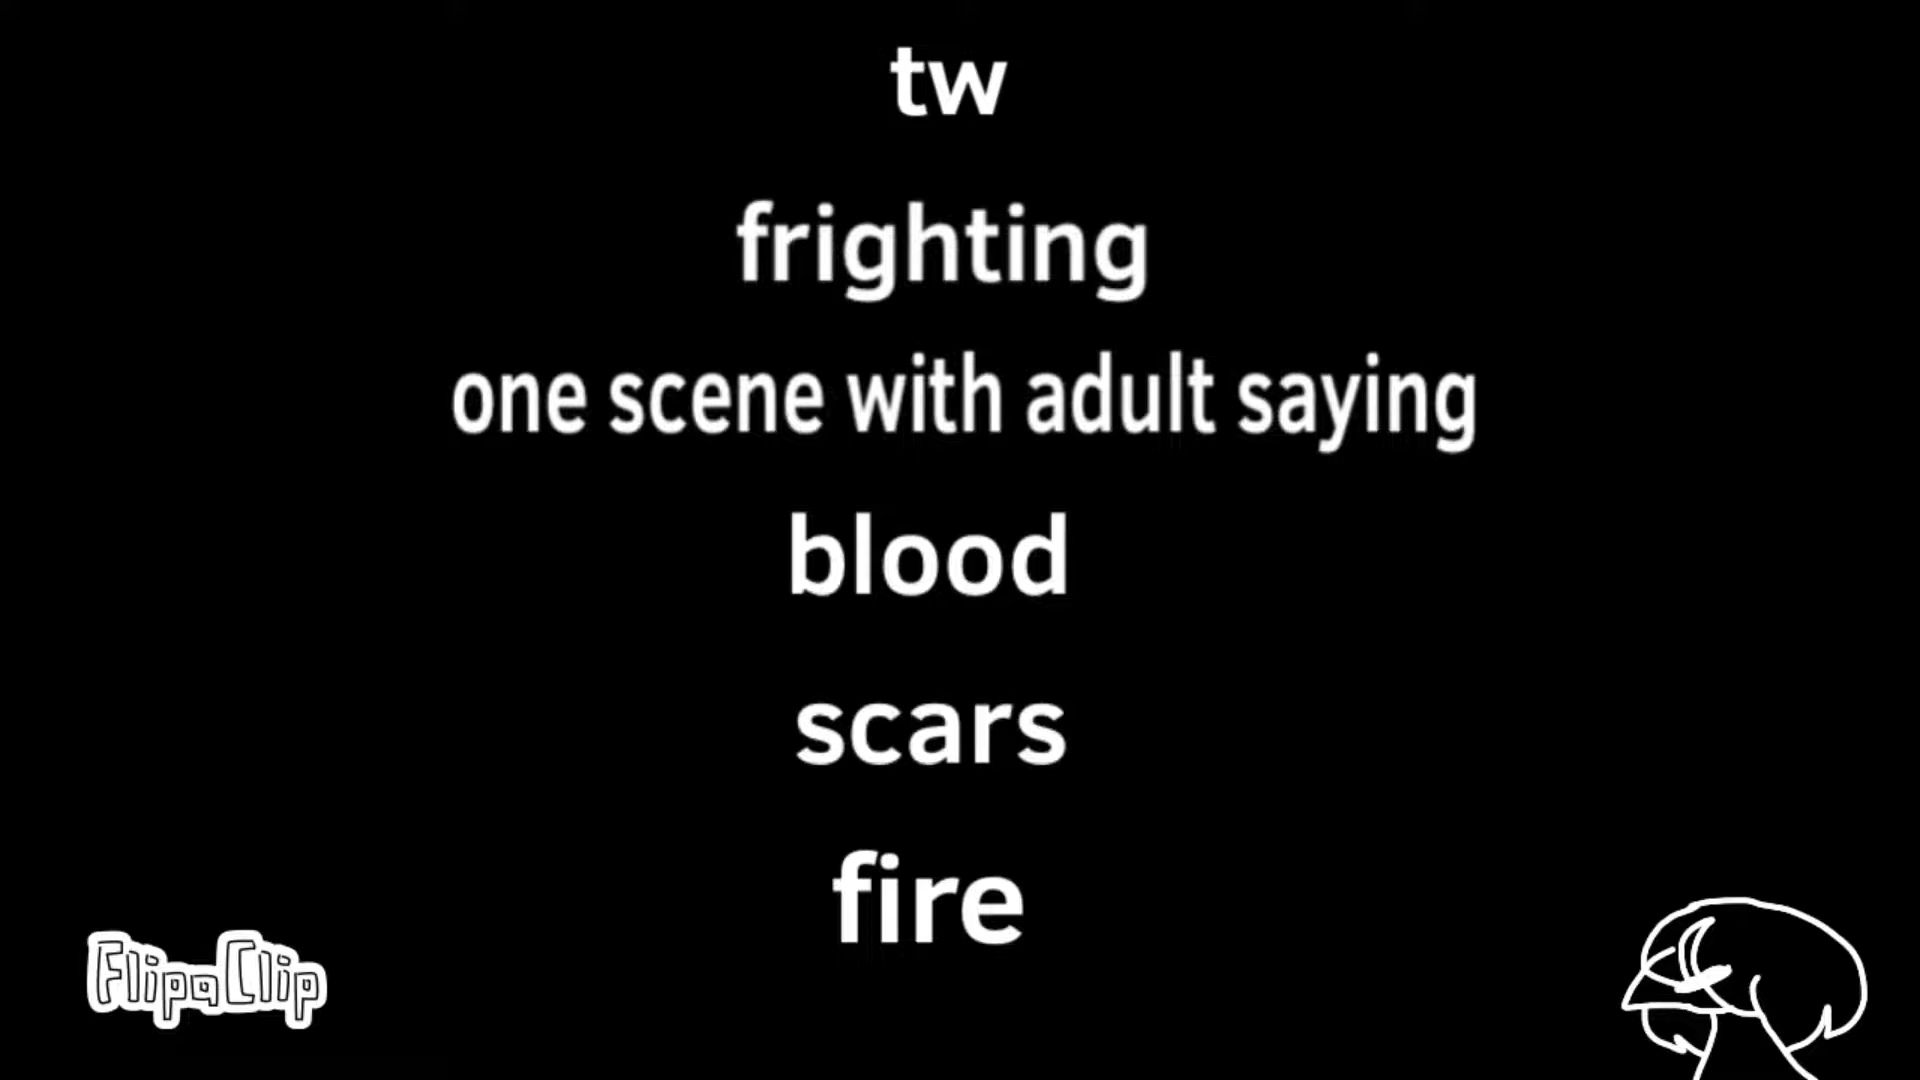 tw
frighting
one scene with adult saying
blood
scars
fire
FlipaClip